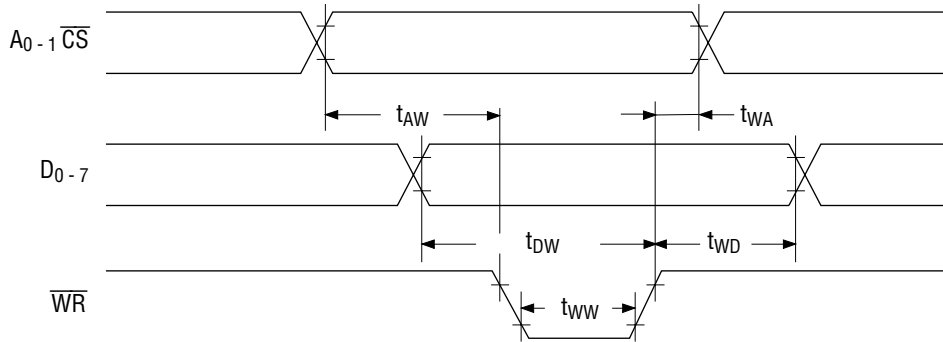 A0 - 1 CS
tAW
tWA
D0 - 7
tDW
tWD
WR
tWW